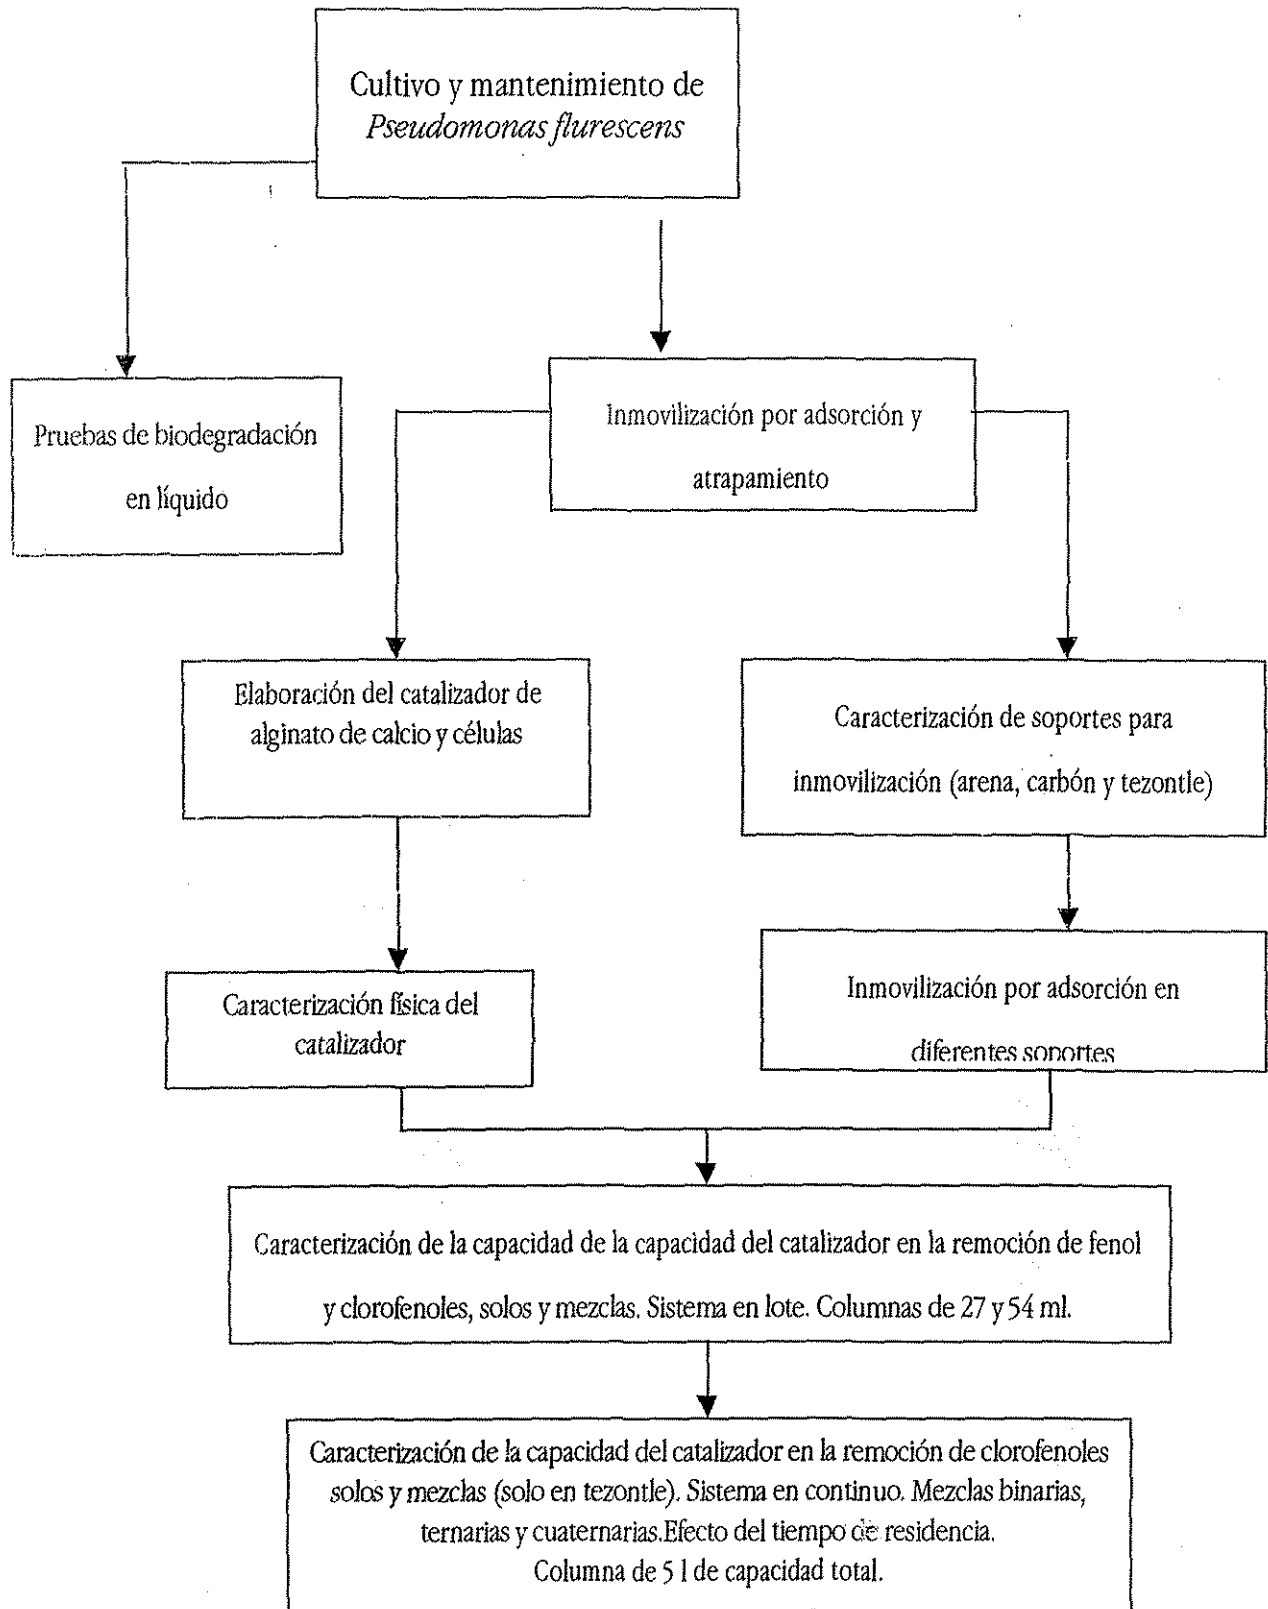 Cultivo y mantenimiento de
Pseudomonas flurescens
Pruebas de biodegradación
en líquido
Inmovilización por adsorción y
atrapamiento
Elaboración del catalizador de
alginato de calcio y células
Caracterización de soportes para
inmovilización (arena, carbón y tezontle)
Caracterización física del
catalizador
Inmovilización por adsorción en
diferentes soportes
Caracterización de la capacidad de la capacidad del catalizador en la remoción de fenol
y clorofenoles, solos y mezclas. Sistema en lote. Columnas de 27 y 54 ml.
Caracterización de la capacidad del catalizador en la remoción de clorofenoles
solos y mezclas (solo en tezontle). Sistema en continuo. Mezclas binarias,
ternarias y cuaternarias.Efecto del tiempo de residencia.
Columna de 5 l de capacidad total.